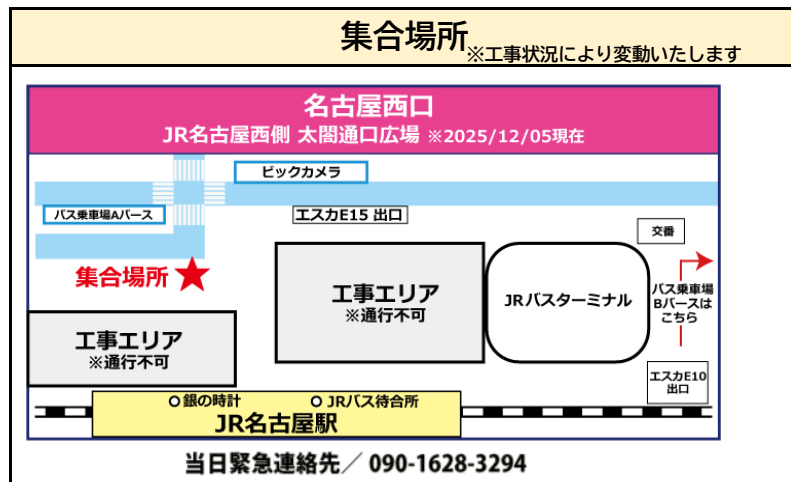 集合場所 ※工事状況により変動いたします
名古屋西口
JR名古屋西側 太閤通口広場 ※2025/12/05現在
ビックカメラ
バス乗車場Aバース
エスカE15 出口
交番
集合場所 ★
工事エリア
※通行不可
JRバスターミナル
バス乗車場
Bバースは
こちら
工事エリア
※通行不可
エスカE10
出口
銀の時計
JRバス待合所
JR名古屋駅
当日緊急連絡先／ 090-1628-3294